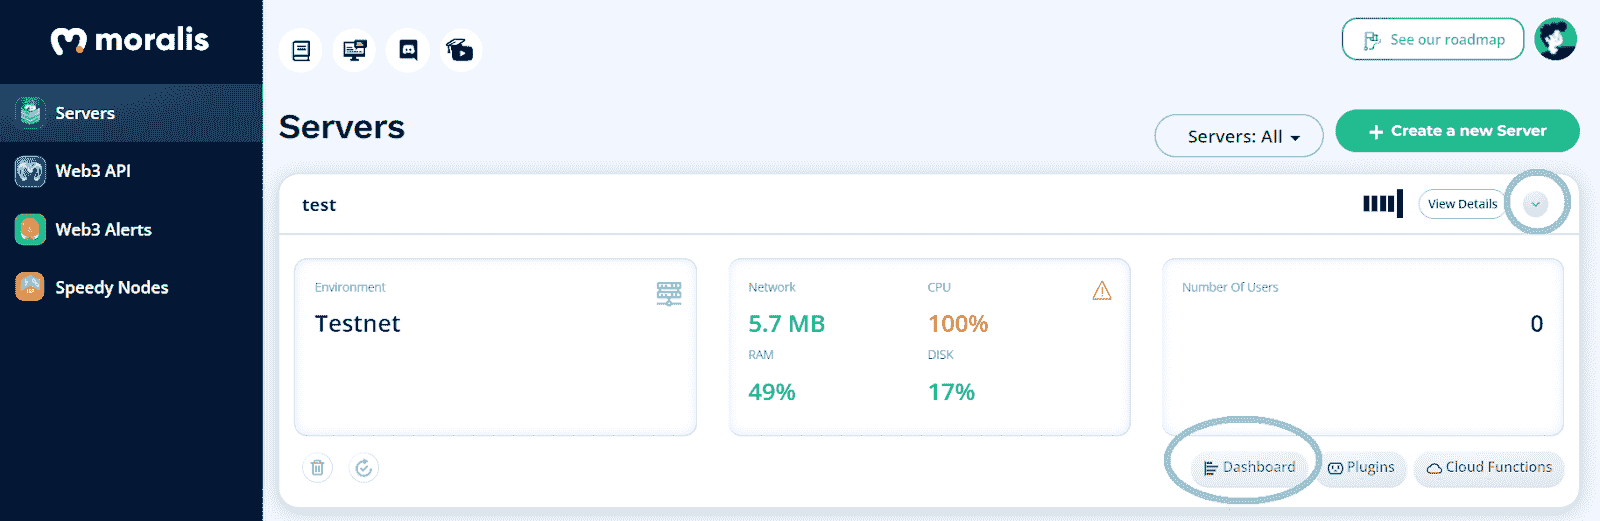 moralis
See our roadmap
Servers
Web3 API
Web3 Alerts
Speedy Nodes
Servers
Servers: All
+ Create a new Server
test
View Details
Environment
Testnet
Network
5.7 MB
CPU
100%
RAM
49%
DISK
17%
Number Of Users
0
Dashboard
Plugins
Cloud Functions